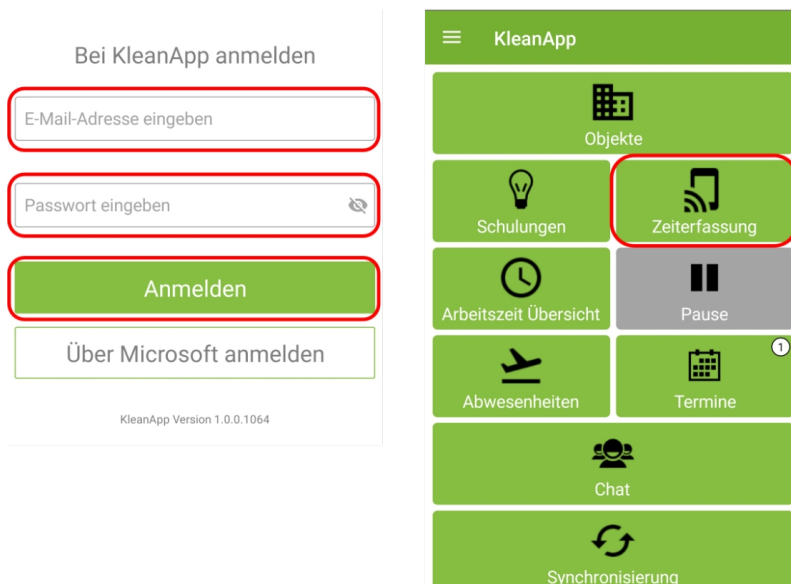 Bei KleanApp anmelden
E-Mail-Adresse eingeben
Passwort eingeben
Anmelden
Über Microsoft anmelden
KleanApp Version 1.0.0.1064
KleanApp
Objekte
Schulungen
Zeiterfassung
Arbeitszeit Übersicht
Pause
1
Abwesenheiten
Termine
Chat
Synchronisierung